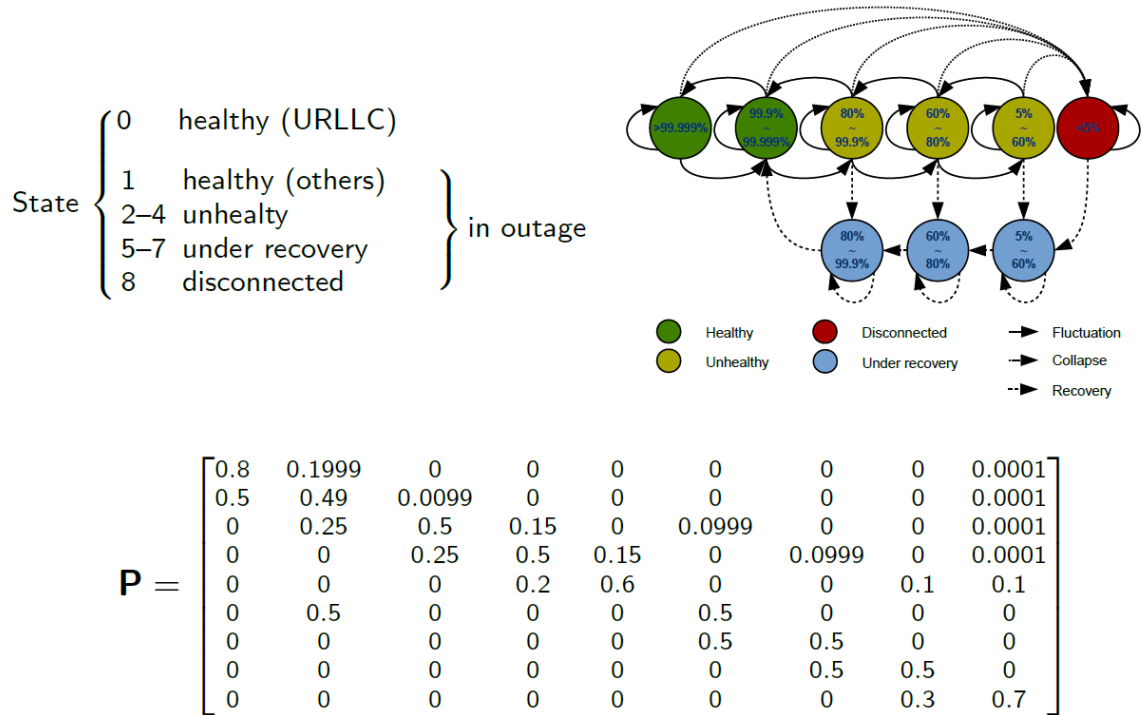 State
0 healthy (URLLC)
1 healthy (others)
2–4 unhealty
5–7 under recovery
8 disconnected
in outage
>99.999%
99.9%
~
99.999%
80%
~
99.9%
60%
~
80%
5%
~
60%
<5%
80%
~
99.9%
60%
~
80%
5%
~
60%
Healthy
Disconnected
Fluctuation
Unhealthy
Under recovery
Collapse
Recovery
P =
0.8 0.1999 0 0 0 0 0 0 0.0001
0.5 0.49 0.0099 0 0 0 0 0 0.0001
0 0.25 0.5 0.15 0 0.0999 0 0 0.0001
0 0 0.25 0.5 0.15 0 0.0999 0 0.0001
0 0 0 0.2 0.6 0 0 0.1 0.1
0 0.5 0 0 0 0.5 0 0 0
0 0 0 0 0 0.5 0.5 0 0
0 0 0 0 0 0 0.5 0.5 0
0 0 0 0 0 0 0 0.3 0.7